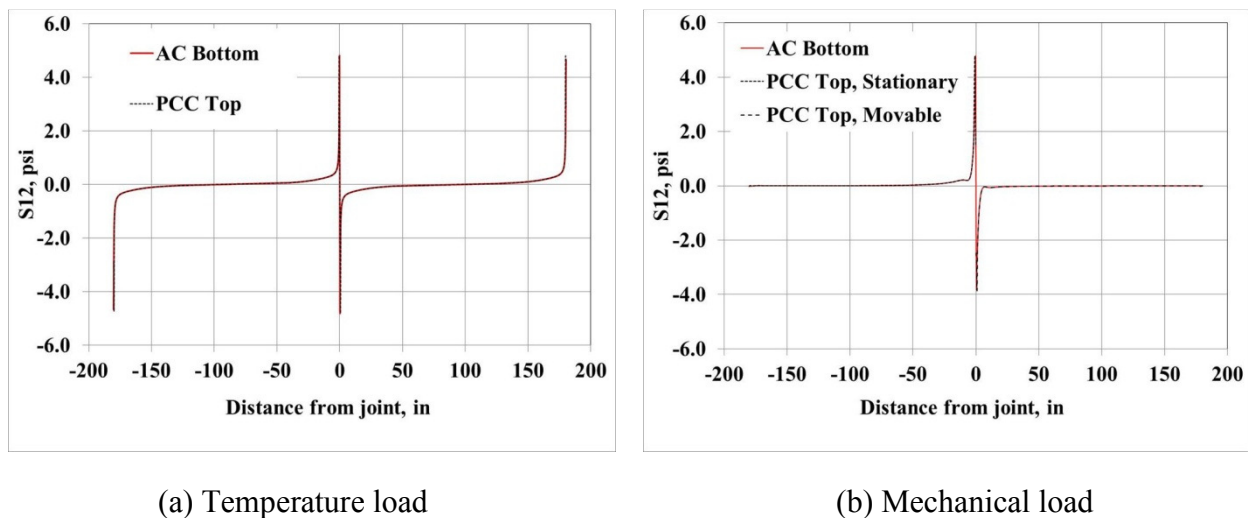 6.0
4.0
2.0
0.0
-2.0
-4.0
-6.0
S12, psi
AC Bottom
PCC Top
-200 -150 -100 -50 0 50 100 150 200
Distance from joint, in
6.0
4.0
2.0
0.0
-2.0
-4.0
-6.0
S12, psi
AC Bottom
PCC Top, Stationary
PCC Top, Movable
-200 -150 -100 -50 0 50 100 150 200
Distance from joint, in
(a) Temperature load
(b) Mechanical load